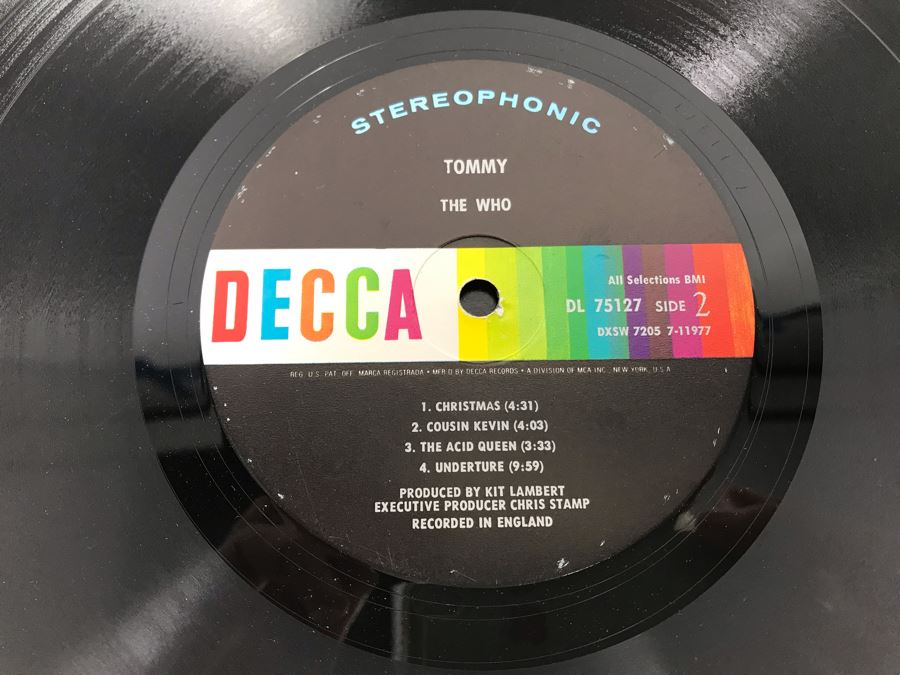 STEREOPHONIC
TOMMY
THE WHO
DECCA
All Selections BMI
DL 75127 SIDE 2
DXSW 7205 7-11977
REG. U.S. PAT. OFF. MARCA REGISTRADA • MFR'D BY DECCA RECORDS • A DIVISION OF MCA INC., NEW YORK, U.S.A.
1. CHRISTMAS (4:31)
2. COUSIN KEVIN (4:03)
3. THE ACID QUEEN (3:33)
4. UNDERTURE (9:59)
PRODUCED BY KIT LAMBERT
EXECUTIVE PRODUCER CHRIS STAMP
RECORDED IN ENGLAND